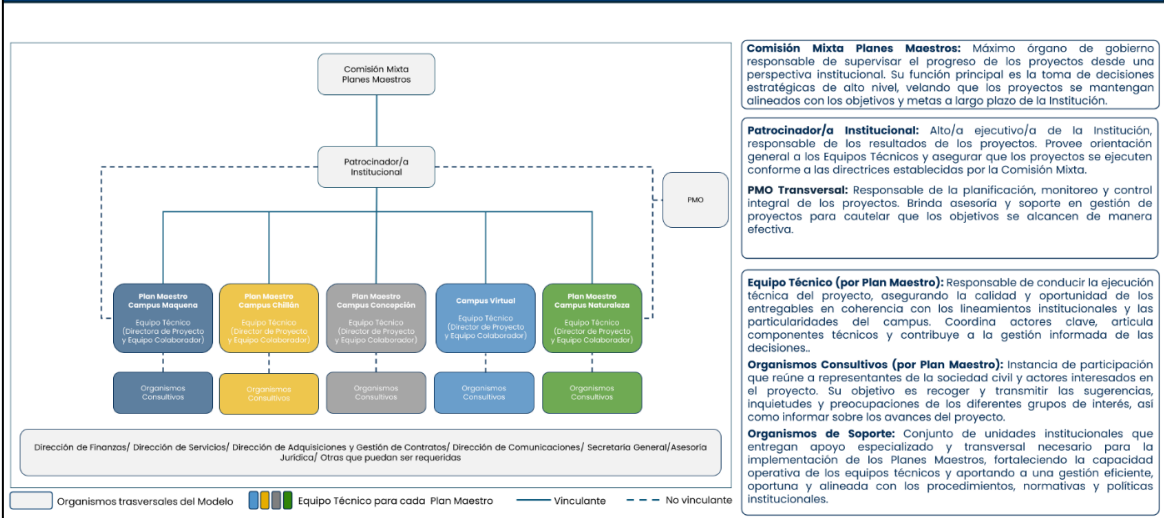 Comisión Mixta
Planes Maestros
Patrocinador/a
Institucional
PMO
Plan Maestro
Campus Maquena
Equipo Técnico
(Directora de Proyecto
y Equipo Colaborador)
Plan Maestro
Campus Chillán
Equipo Técnico
(Director de Proyecto
y Equipo Colaborador)
Plan Maestro
Campus Concepción
Equipo Técnico
(Director de Proyecto
y Equipo Colaborador)
Campus Virtual
Equipo Técnico
(Director de Proyecto
y Equipo Colaborador)
Plan Maestro
Campus Naturaleza
Equipo Técnico
(Director de Proyecto
y Equipo Colaborador)
Organismos
Consultivos
Organismos
Consultivos
Organismos
Consultivos
Organismos
Consultivos
Organismos
Consultivos
Dirección de Finanzas/ Dirección de Servicios/ Dirección de Adquisiciones y Gestión de Contratos/ Dirección de Comunicaciones/ Secretaria General/Asesoría
Jurídica/ Otras que puedan ser requeridas
Organismos trasversales del Modelo
Equipo Técnico para cada Plan Maestro
Vinculante
No vinculante
Comisión Mixta Planes Maestros: Máximo órgano de gobierno
responsable de supervisar el progreso de los proyectos desde una
perspectiva institucional. Su función principal es la toma de decisiones
estratégicas de alto nivel, velando que los proyectos se mantengan
alineados con los objetivos y metas a largo plazo de la Institución.
Patrocinador/a Institucional: Alto/a ejecutivo/a de la Institución,
responsable de los resultados de los proyectos. Provee orientación
general a los Equipos Técnicos y asegurar que los proyectos se ejecuten
conforme a las directrices establecidas por la Comisión Mixta.
PMO Transversal: Responsable de la planificación, monitoreo y control
integral de los proyectos. Brinda asesoría y soporte en gestión de
proyectos para cautelar que los objetivos se alcancen de manera
efectiva.
Equipo Técnico (por Plan Maestro): Responsable de conducir la ejecución
técnica del proyecto, asegurando la calidad y oportunidad de los
entregables en coherencia con los lineamientos institucionales y las
particularidades del campus. Coordina actores clave, articula
componentes técnicos y contribuye a la gestión informada de las
decisiones..
Organismos Consultivos (por Plan Maestro): Instancia de participación
que reúne a representantes de la sociedad civil y actores interesados en
el proyecto. Su objetivo es recoger y transmitir las sugerencias,
inquietudes y preocupaciones de los diferentes grupos de interés, así
como informar sobre los avances del proyecto.
Organismos de Soporte: Conjunto de unidades institucionales que
entregan apoyo especializado y transversal necesario para la
implementación de los Planes Maestros, fortaleciendo la capacidad
operativa de los equipos técnicos y aportando a una gestión eficiente,
oportuna y alineada con los procedimientos, normativas y políticas
institucionales.